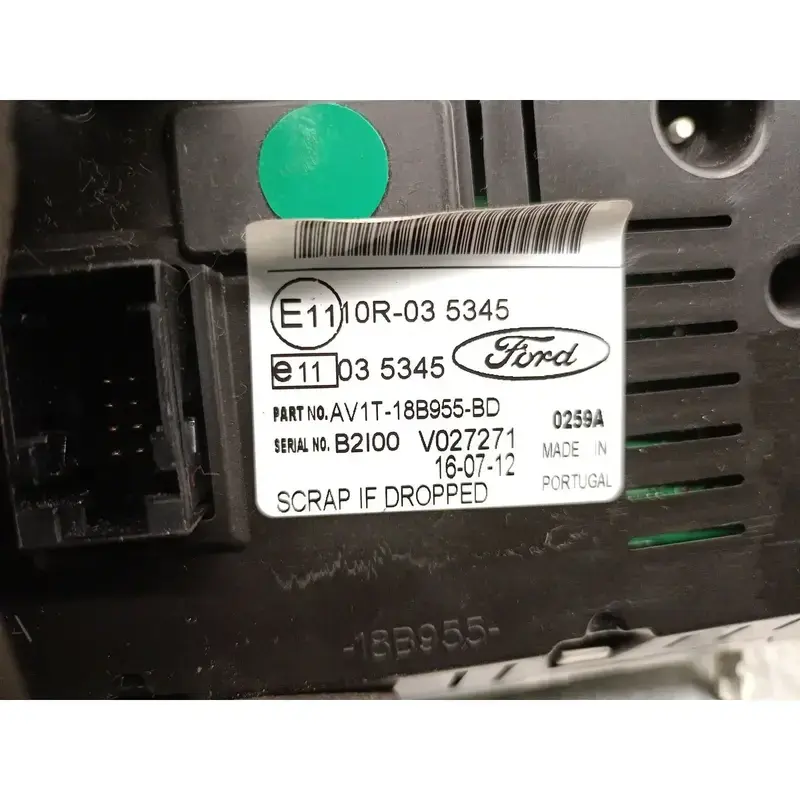 E11 10R-03 5345
e11 03 5345 Ford
PART NO. AV1T-18B955-BD 0259A
SERIAL NO. B2I00 V027271 MADE IN
16-07-12 PORTUGAL
SCRAP IF DROPPED
-18B955-